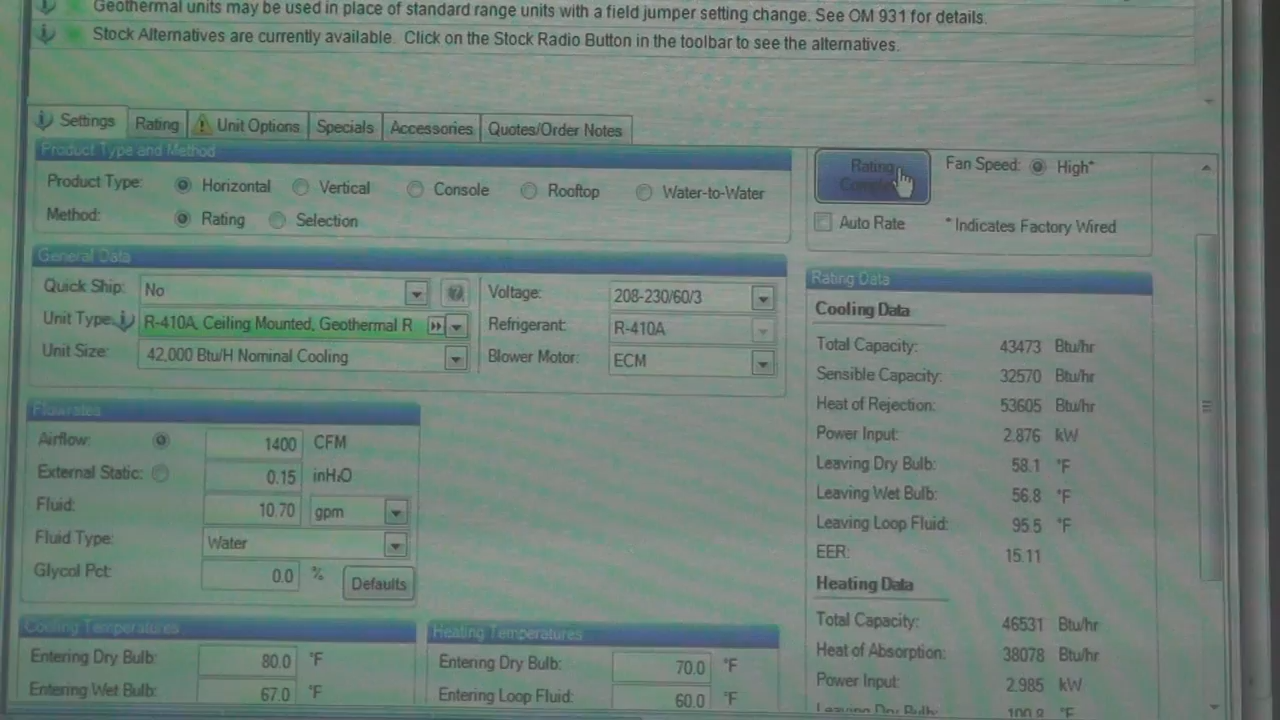 Geothermal units may be used in place of standard range units with a field jumper setting change. See OM 931 for details.
Stock Alternatives are currently available. Click on the Stock Radio Button in the toolbar to see the alternatives.
Settings Rating Unit Options Specials Accessories Quotes/Order Notes
Product Type and Method
Product Type: Horizontal Vertical Console Rooftop Water-to-Water
Method: Rating Selection
Rating
Fan Speed: High*
Auto Rate *Indicates Factory Wired
General Data
Quick Ship: No
Unit Type: R-410A, Ceiling Mounted, Geothermal R
Unit Size: 42,000 Btu/H Nominal Cooling
Voltage: 208-230/60/3
Refrigerant: R-410A
Blower Motor: ECM
Flowrates
Airflow: 1400 CFM
External Static: 0.15 inH2O
Fluid: 10.70 gpm
Fluid Type: Water
Glycol Pct: 0.0 %
Defaults
Cooling Temperatures
Entering Dry Bulb: 80.0 °F
Entering Wet Bulb: 67.0 °F
Heating Temperatures
Entering Dry Bulb: 70.0 °F
Entering Loop Fluid: 60.0 °F
Rating Data
Cooling Data
Total Capacity: 43473 Btu/hr
Sensible Capacity: 32570 Btu/hr
Heat of Rejection: 53605 Btu/hr
Power Input: 2.876 kW
Leaving Dry Bulb: 58.1 °F
Leaving Wet Bulb: 56.8 °F
Leaving Loop Fluid: 95.5 °F
EER: 15.11
Heating Data
Total Capacity: 46531 Btu/hr
Heat of Absorption: 38078 Btu/hr
Power Input: 2.985 kW
Leaving Dry Bulb: 100.9 °F